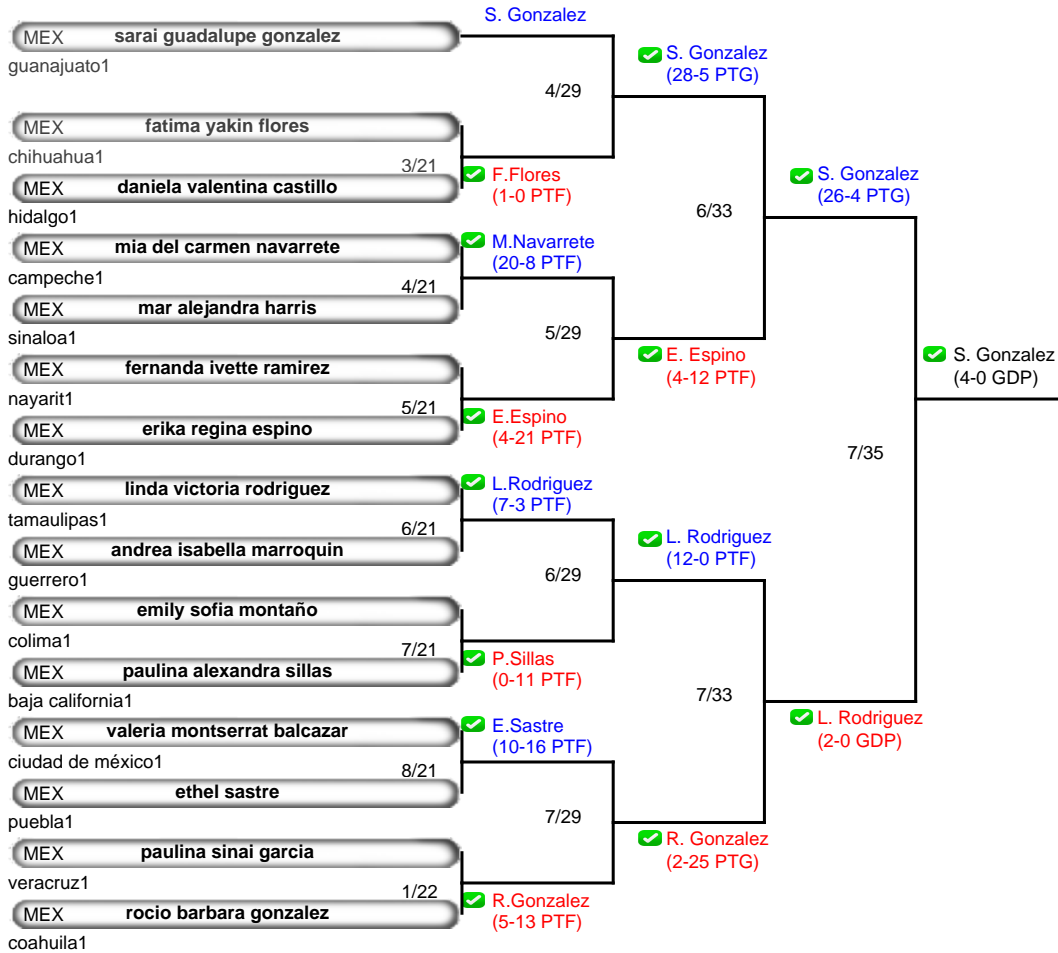 S. Gonzalez
MEX sarai guadalupe gonzalez
guanajuato1
S. Gonzalez
(28-5 PTG)
4/29
MEX fatima yakin flores
chihuahua1
3/21
F.Flores
(1-0 PTF)
MEX daniela valentina castillo
hidalgo1
S. Gonzalez
(26-4 PTG)
6/33
MEX mia del carmen navarrete
campeche1
M.Navarrete
(20-8 PTF)
4/21
MEX mar alejandra harris
sinaloa1
5/29
E. Espino
(4-12 PTF)
S. Gonzalez
(4-0 GDP)
MEX fernanda ivette ramirez
nayarit1
5/21
E.Espino
(4-21 PTF)
MEX erika regina espino
durango1
7/35
MEX linda victoria rodriguez
tamaulipas1
L.Rodriguez
(7-3 PTF)
6/21
L. Rodriguez
(12-0 PTF)
MEX andrea isabella marroquin
guerrero1
6/29
MEX emily sofia montaño
colima1
7/21
P.Sillas
(0-11 PTF)
MEX paulina alexandra sillas
baja california1
7/33
L. Rodriguez
(2-0 GDP)
MEX valeria montserrat balcazar
ciudad de méxico1
E.Sastre
(10-16 PTF)
8/21
MEX ethel sastre
puebla1
7/29
R. Gonzalez
(2-25 PTG)
MEX paulina sinai garcia
veracruz1
1/22
R.Gonzalez
(5-13 PTF)
MEX rocio barbara gonzalez
coahuila1